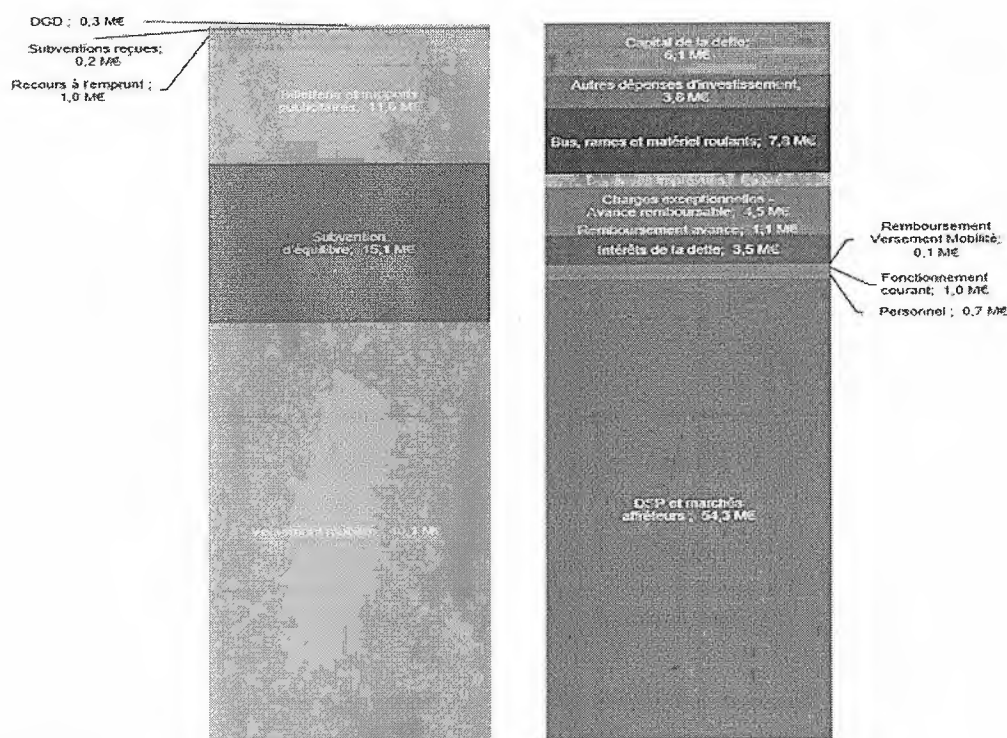 DGD ; 0,3 M€
Subventions reçues;
0,2 M€
Recours à l'emprunt ;
1,0 M€
Billetterie et supports
publicitaires; 11,6 M€
Subvention
d'équilibre; 15,1 M€
Versement mobilité
M€
Capital de la dette;
6,1 M€
Autres dépenses d'investissement;
3,8 M€
Bus, rames et matériel roulants; 7,8 M€
Charges exceptionnelles -
Avance remboursable; 4,5 M€
Remboursement avance; 1,1 M€
Intérêts de la dette; 3,5 M€
Remboursement
Versement Mobilité;
0,1 M€
Fonctionnement
courant; 1,0 M€
Personnel ; 0,7 M€
DSP et marchés
affréteurs ; 54,3 M€